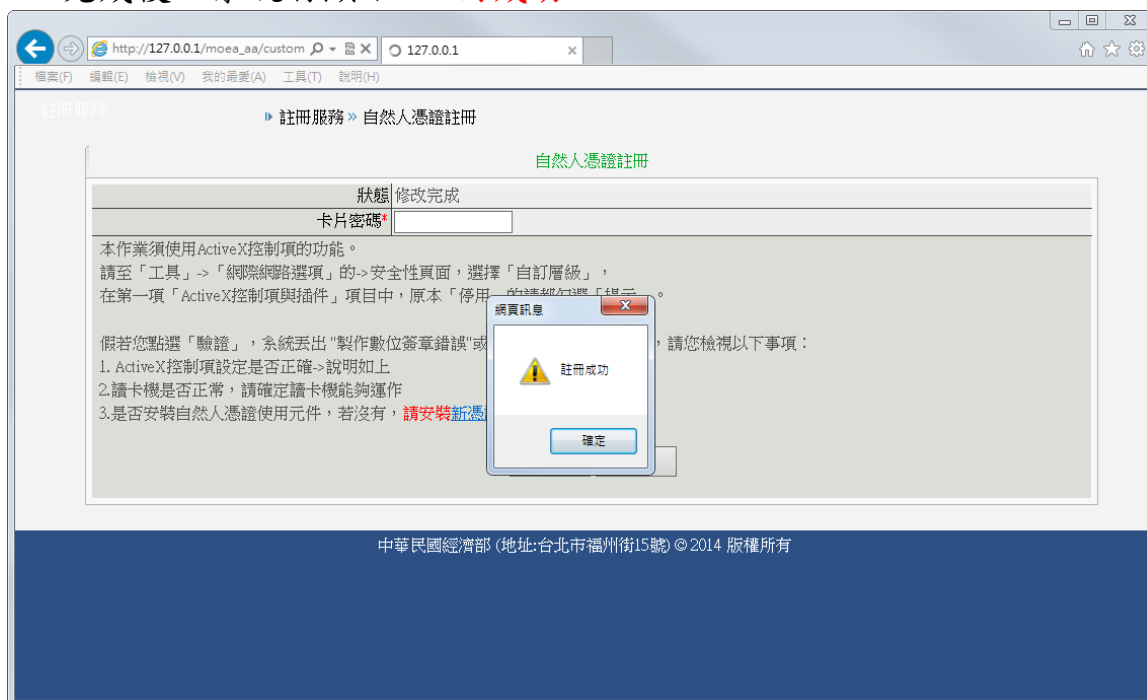 http://127.0.0.1/moea_aa/custom
127.0.0.1
檔案(F) 編輯(E) 檢視(V) 我的最愛(A) 工具(T) 說明(H)
註冊服務
註冊服務» 自然人憑證註冊
自然人憑證註冊
狀態 修改完成
卡片密碼*
本作業須使用ActiveX控制項的功能。
請至「工具」->「網際網路選項」的->安全性頁面,選擇「自訂層級」,
在第一項「ActiveX控制項與插件」項目中,原本「停用
網頁訊息
註冊成功
確定
假若您點選「驗證」,系統丟出"製作數位簽章錯誤"或 ,請您檢視以下事項:
1. ActiveX控制項設定是否正確->說明如上
2.讀卡機是否正常,請確定讀卡機能夠運作
3.是否安裝自然人憑證使用元件,若沒有,請安裝新憑
中華民國經濟部 (地址:台北市福州街15號) © 2014 版權所有